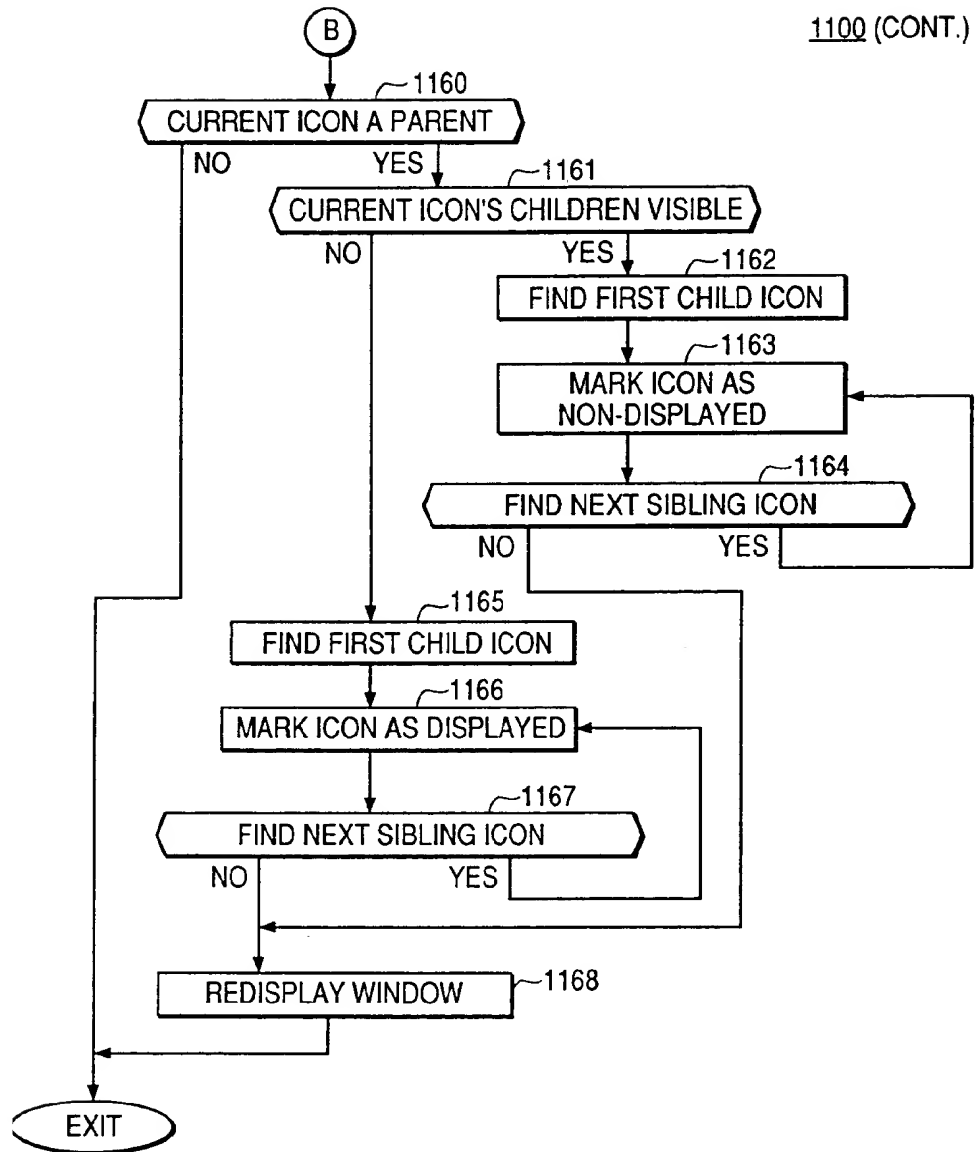 1100 (CONT.)
B
1160
CURRENT ICON A PARENT
NO
YES
1161
CURRENT ICON'S CHILDREN VISIBLE
NO
YES
1162
FIND FIRST CHILD ICON
1163
MARK ICON AS
NON-DISPLAYED
1164
FIND NEXT SIBLING ICON
NO
YES
1165
FIND FIRST CHILD ICON
1166
MARK ICON AS DISPLAYED
1167
FIND NEXT SIBLING ICON
NO
YES
REDISPLAY WINDOW
1168
EXIT